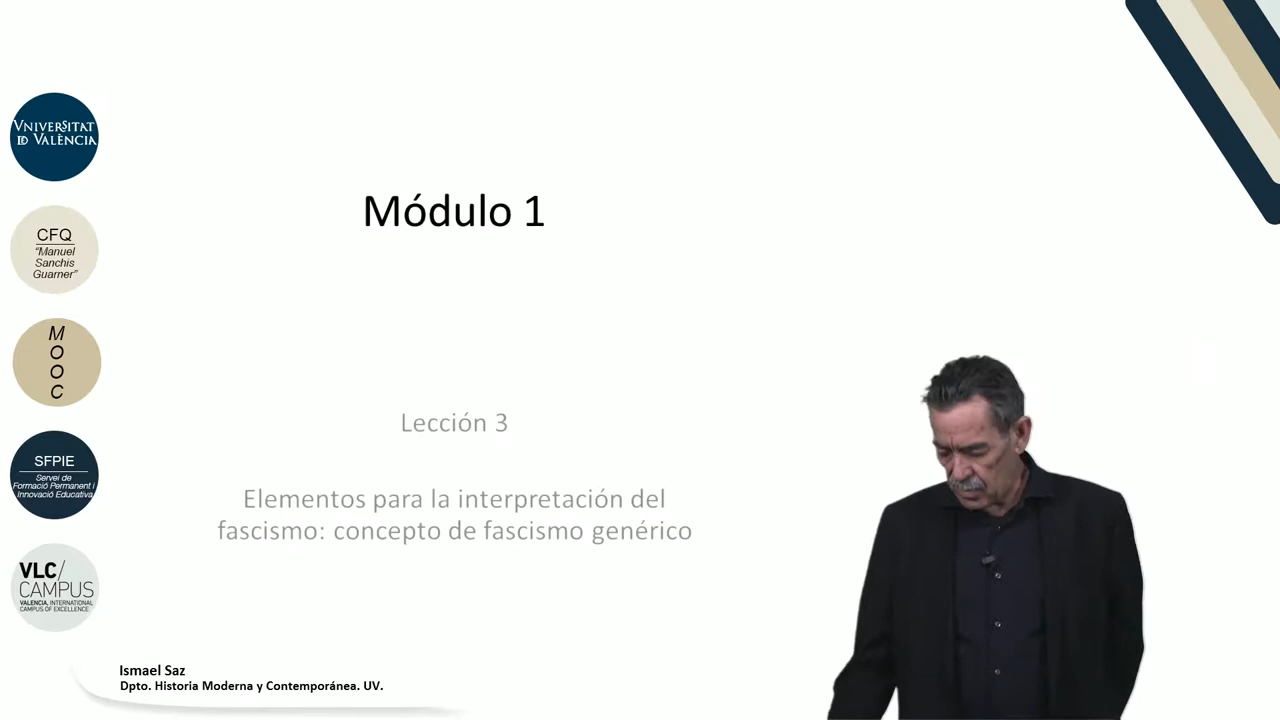 VNIVERSITAT
ID VALÈNCIA
CFQ
“Manuel
Sanchis
Guarner”
M
O
O
C
SFPIE
Servei de
Formació Permanent i
Innovació Educativa
VLC/
CAMPUS
VALENCIA, INTERNATIONAL
CAMPUS OF EXCELLENCE
Módulo 1
Lección 3
Elementos para la interpretación del
fascismo: concepto de fascismo genérico
Ismael Saz
Dpto. Historia Moderna y Contemporánea. UV.